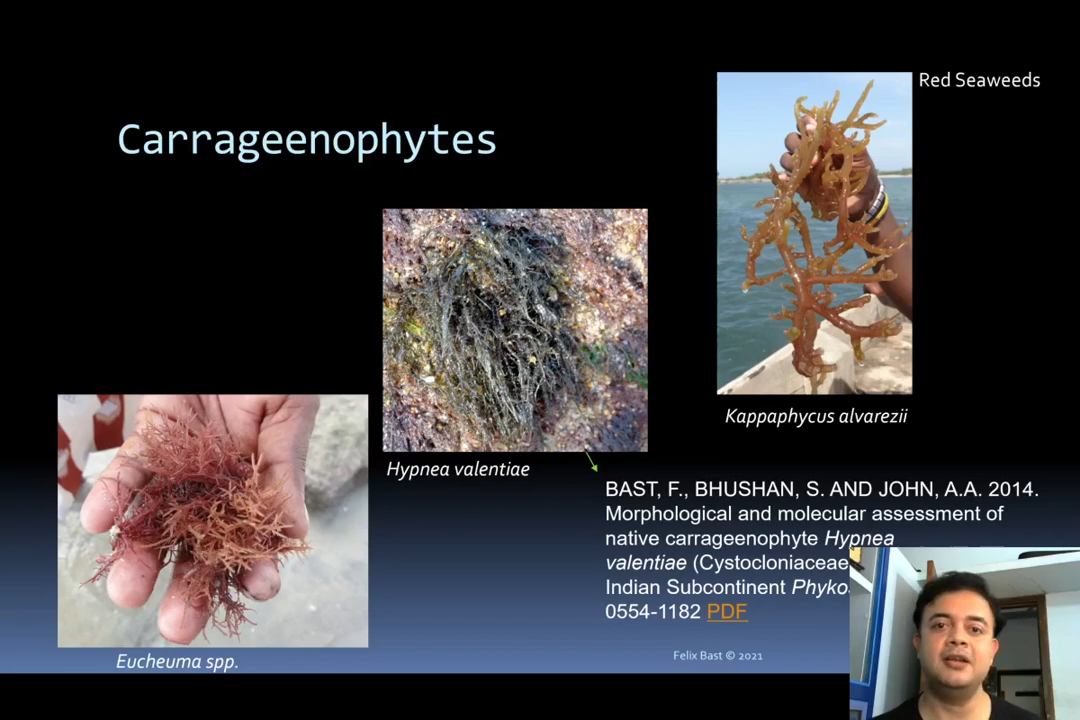 Red Seaweeds
Carrageenophytes
Kappaphycus alvarezii
Hypnea valentiae
BAST, F., BHUSHAN, S. AND JOHN, A.A. 2014.
Morphological and molecular assessment of
native carrageenophyte Hypnea
valentiae (Cystocloniaceae
Indian Subcontinent
0554-1182 PDF
Felix Bast © 2021
Eucheuma spp.